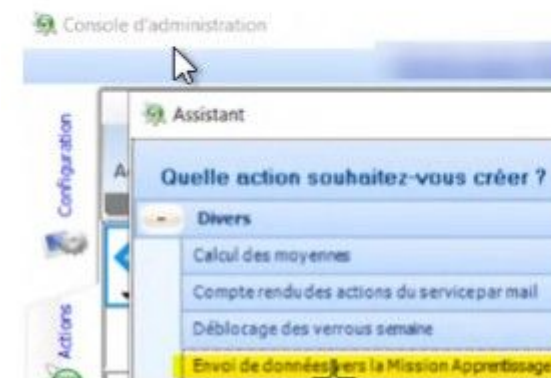 Console d'administration
Assistant
Configuration
A
Quelle action souhaitez-vous créer ?
Divers
Calcul des moyennes
Compte rendu des actions du service par mail
Déblocage des verrous semaine
Actions
Envoi de données vers la Mission Apprentissage